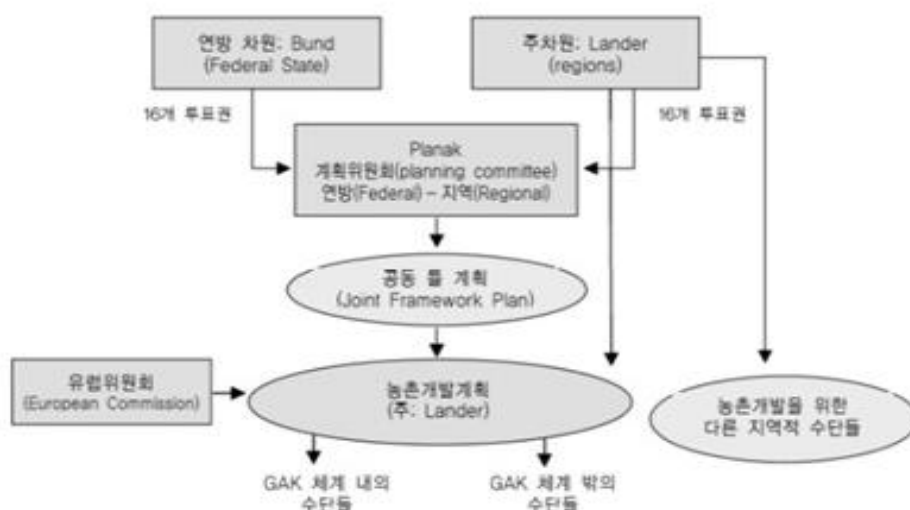 연방 차원: Bund
(Federal State)
주차원: Lander
(regions)
16개 투표권
16개 투표권
Planak
계획위원회(planning committee)
연방(Federal) – 지역(Regional)
공동 틀 계획
(Joint Framework Plan)
유럽위원회
(European Commission)
농촌개발계획
(주: Lander)
농촌개발을 위한
다른 지역적 수단들
GAK 체계 내의
수단들
GAK 체계 밖의
수단들